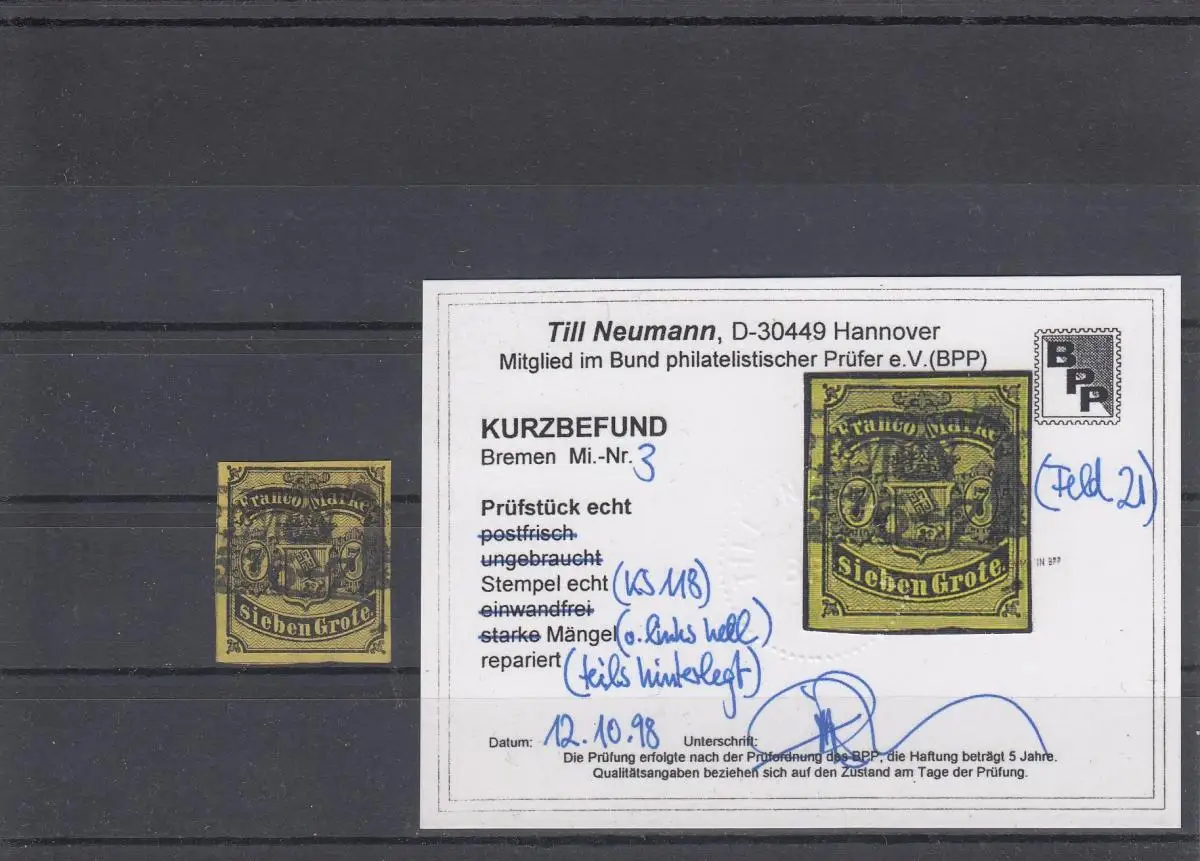 Till Neumann, D-30449 Hannover
Mitglied im Bund philatelistischer Prüfer e.V.(BPP)
BPP
KURZBEFUND
Bremen Mi.-Nr. 3
(Feld 21)
Prüfstück echt
postfrisch
ungebraucht
Stempel echt (KS 118)
einwandfrei
starke Mängel (o. links hell)
repariert (teils hinterlegt)
Datum: 12.10.98 Unterschrift:
Die Prüfung erfolgte nach der Prüfordnung des BPP, die Haftung beträgt 5 Jahre.
Qualitätsangaben beziehen sich auf den Zustand am Tage der Prüfung.
Franco Marke
7 7
sieben Grote.
Franco Marke
7 7
sieben Grote.
IN BPP